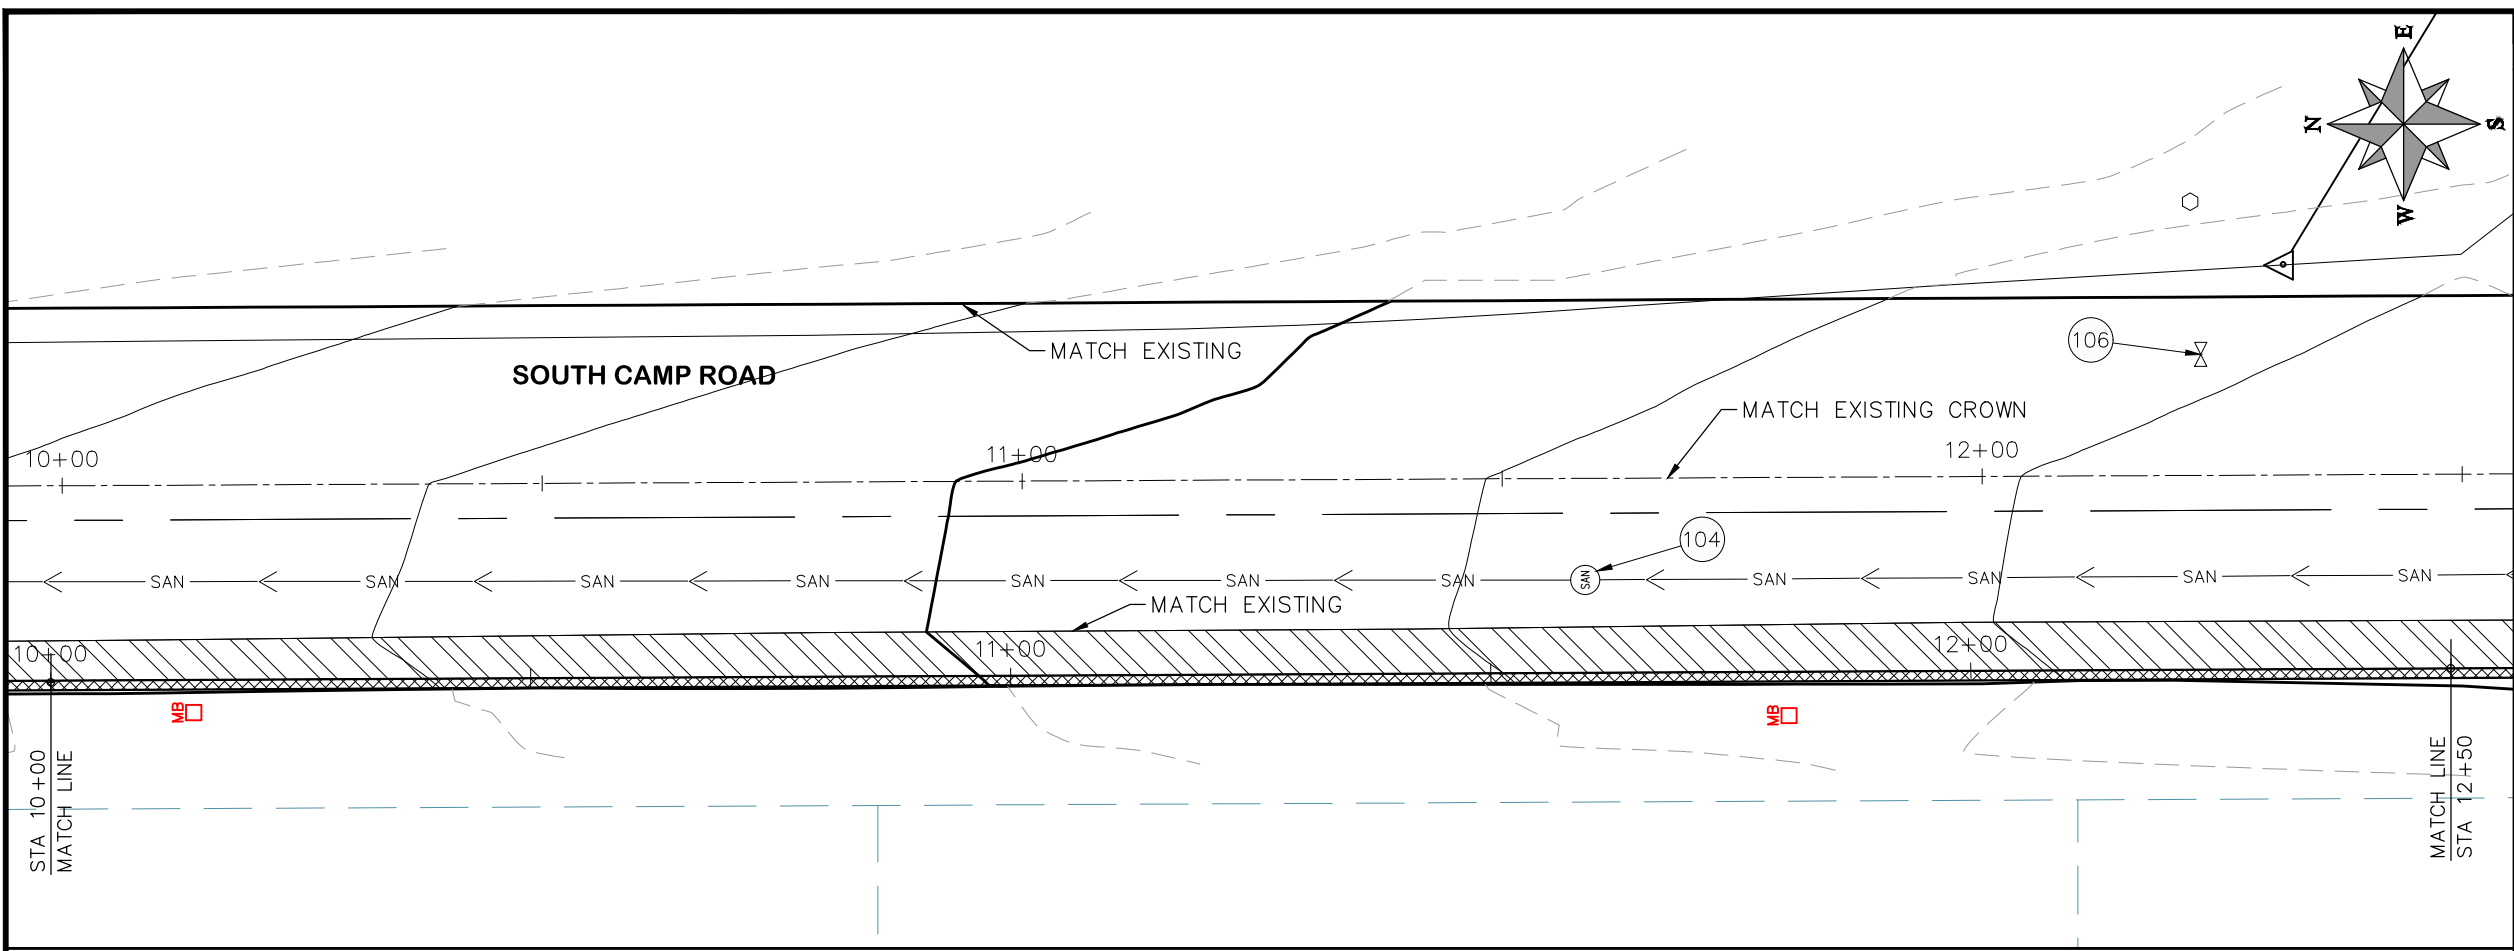 E
N
S
W
MATCH EXISTING
SOUTH CAMP ROAD
106
MATCH EXISTING CROWN
10+00
11+00
12+00
104
SAN
SAN
SAN
SAN
SAN
SAN
SAN
SAN
SAN
SAN
SAN
SAN
MATCH EXISTING
10+00
11+00
12+00
MB
MB
STA 10+00
MATCH LINE
MATCH LINE
STA 12+50